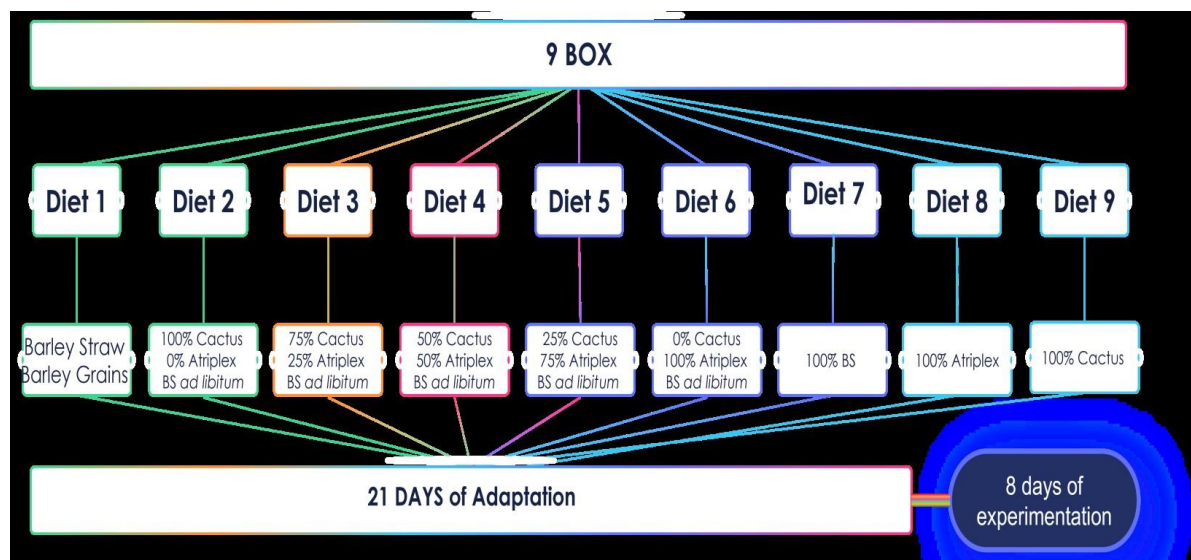 9 BOX
Diet 1
Diet 2
Diet 3
Diet 4
Diet 5
Diet 6
Diet 7
Diet 8
Diet 9
Barley Straw
Barley Grains
100% Cactus
0% Atriplex
BS ad libitum
75% Cactus
25% Atriplex
BS ad libitum
50% Cactus
50% Atriplex
BS ad libitum
25% Cactus
75% Atriplex
BS ad libitum
0% Cactus
100% Atriplex
BS ad libitum
100% BS
100% Atriplex
100% Cactus
21 DAYS of Adaptation
8 days of
experimentation